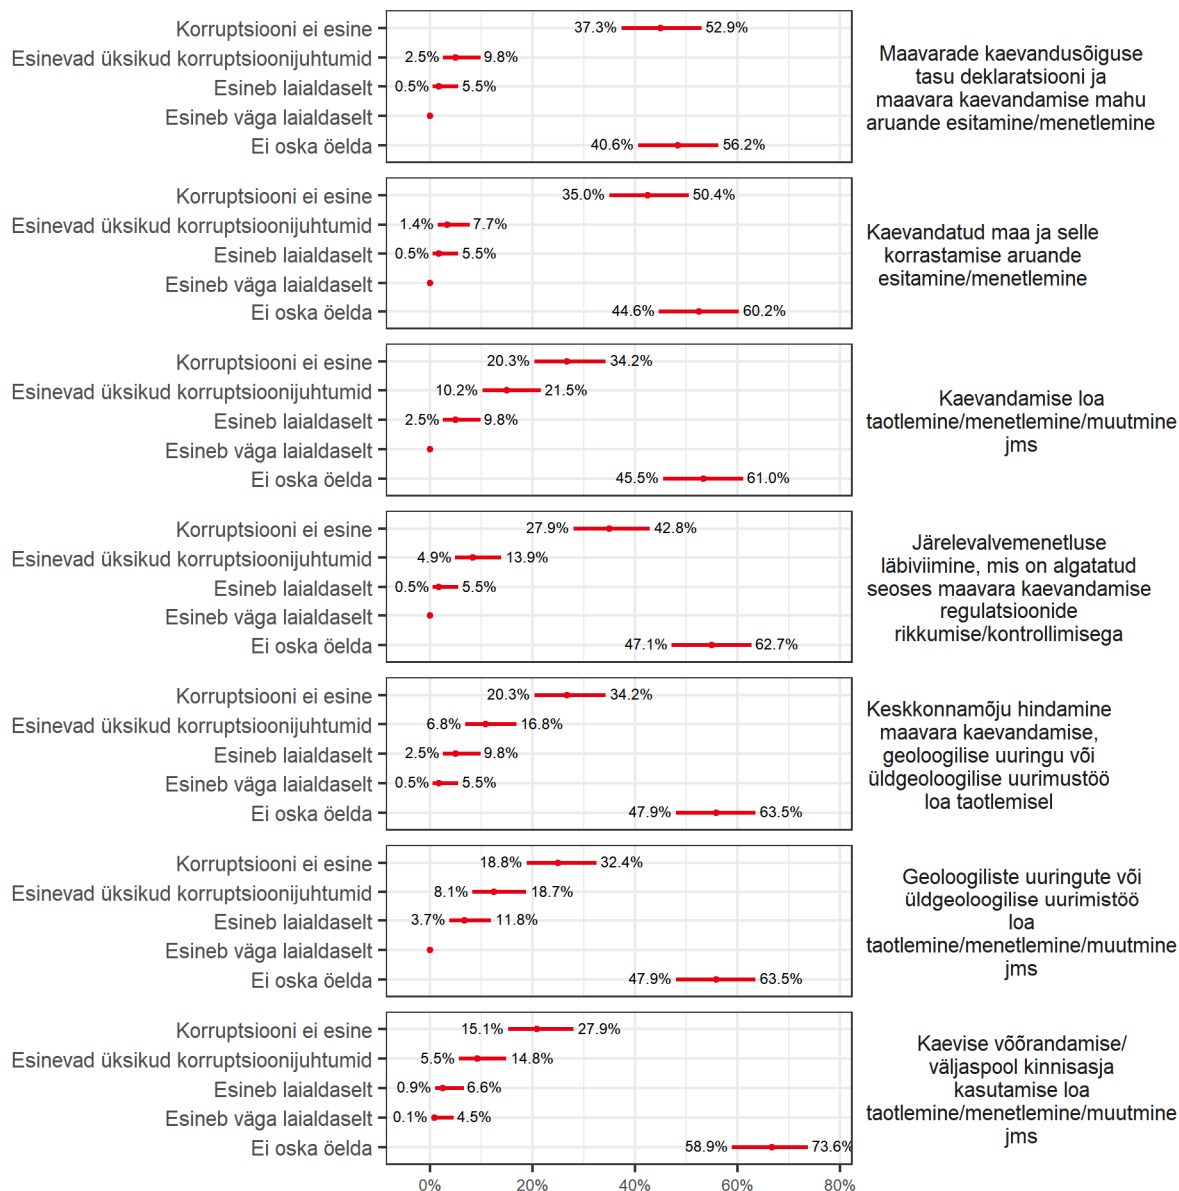 Korruptsiooni ei esine
37.3% 52.9%
Esinevad üksikud korruptsioonijuhtumid
2.5% 9.8%
Esineb laialdaselt
0.5% 5.5%
Esineb väga laialdaselt
Ei oska öelda
40.6% 56.2%
Maavarade kaevandusõiguse
tasu deklaratsiooni ja
maavara kaevandamise mahu
aruande esitamine/menetlemine
Korruptsiooni ei esine
35.0% 50.4%
Esinevad üksikud korruptsioonijuhtumid
1.4% 7.7%
Esineb laialdaselt
0.5% 5.5%
Esineb väga laialdaselt
Ei oska öelda
44.6% 60.2%
Kaevandatud maa ja selle
korrastamise aruande
esitamine/menetlemine
Korruptsiooni ei esine
20.3% 34.2%
Esinevad üksikud korruptsioonijuhtumid
10.2% 21.5%
Esineb laialdaselt
2.5% 9.8%
Esineb väga laialdaselt
Ei oska öelda
45.5% 61.0%
Kaevandamise loa
taotlemine/menetlemine/muutmine
jms
Korruptsiooni ei esine
27.9% 42.8%
Esinevad üksikud korruptsioonijuhtumid
4.9% 13.9%
Esineb laialdaselt
0.5% 5.5%
Esineb väga laialdaselt
Ei oska öelda
47.1% 62.7%
Järelevalvemenetluse
läbiviimine, mis on algatatud
seoses maavara kaevandamise
regulatsioonide
rikkumise/kontrollimisega
Korruptsiooni ei esine
20.3% 34.2%
Esinevad üksikud korruptsioonijuhtumid
6.8% 16.8%
Esineb laialdaselt
2.5% 9.8%
Esineb väga laialdaselt
0.5% 5.5%
Ei oska öelda
47.9% 63.5%
Keskkonnamõju hindamine
maavara kaevandamise,
geoloogilise uuringu või
üldgeoloogilise uurimustöö
loa taotlemisel
Korruptsiooni ei esine
18.8% 32.4%
Esinevad üksikud korruptsioonijuhtumid
8.1% 18.7%
Esineb laialdaselt
3.7% 11.8%
Esineb väga laialdaselt
Ei oska öelda
47.9% 63.5%
Geoloogiliste uuringute või
üldgeoloogilise uurimistöö
loa
taotlemine/menetlemine/muutmine
jms
Korruptsiooni ei esine
15.1% 27.9%
Esinevad üksikud korruptsioonijuhtumid
5.5% 14.8%
Esineb laialdaselt
0.9% 6.6%
Esineb väga laialdaselt
0.1% 4.5%
Ei oska öelda
58.9% 73.6%
Kaevise võõrandamise/
väljaspool kinnisasja
kasutamise loa
taotlemine/menetlemine/muutmine
jms
0% 20% 40% 60% 80%